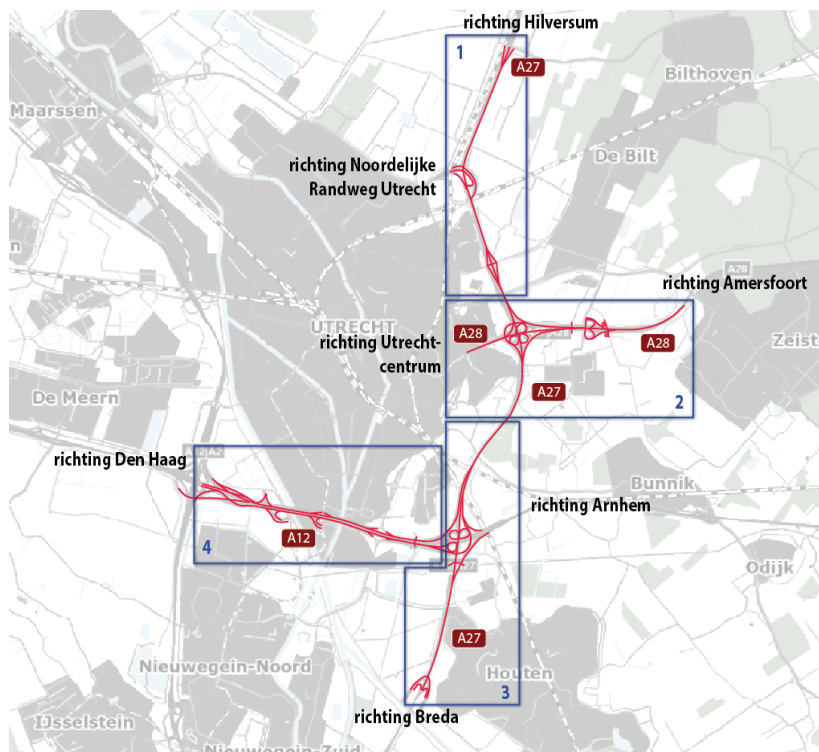 richting Hilversum
1
A27
Bilthoven
Maarssen
richting Noordelijke
Randweg Utrecht
De Bilt
A28
richting Amersfoort
UTRECHT
richting Utrecht-
centrum
A28
A28
Zeist
A27
2
De Meern
richting Den Haag
A2
Bunnik
richting Arnhem
A12
4
Odijk
A27
Nieuwegein-Noord
Houten
3
richting Breda
IJsselstein
Nieuwegein-Zuid